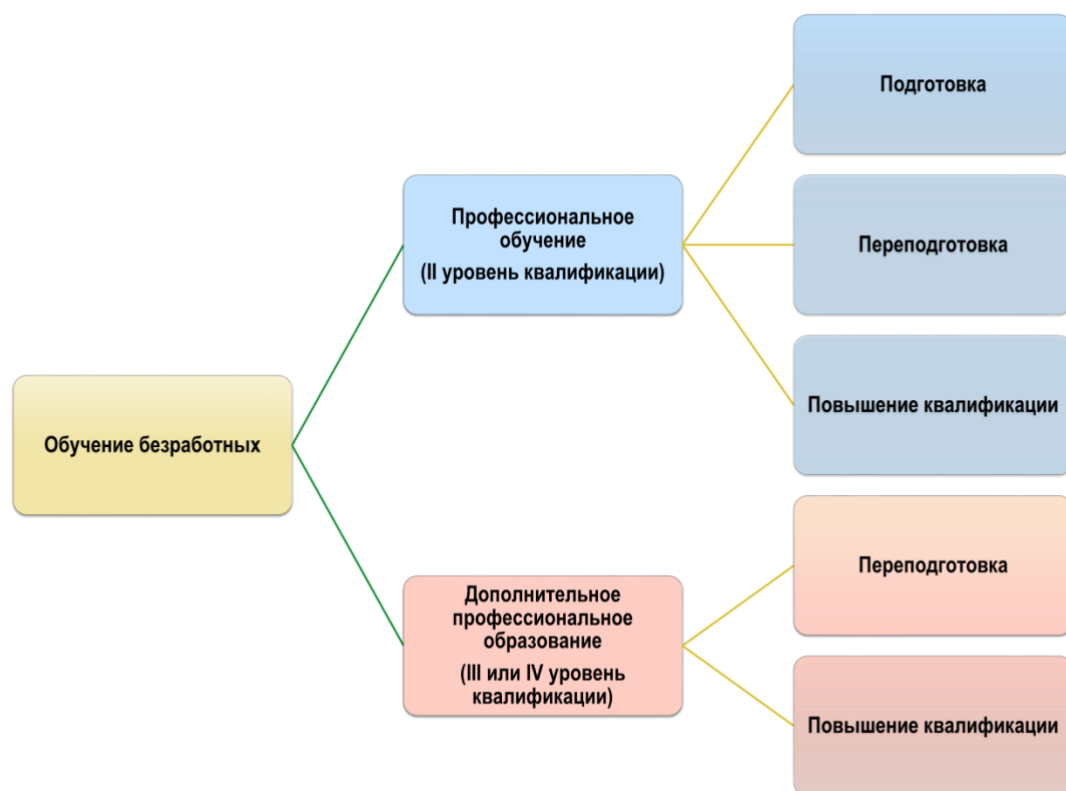 Подготовка
Профессиональное
обучение
(II уровень квалификации)
Переподготовка
Повышение квалификации
Обучение безработных
Дополнительное
профессиональное
образование
(III или IV уровень
квалификации)
Переподготовка
Повышение квалификации